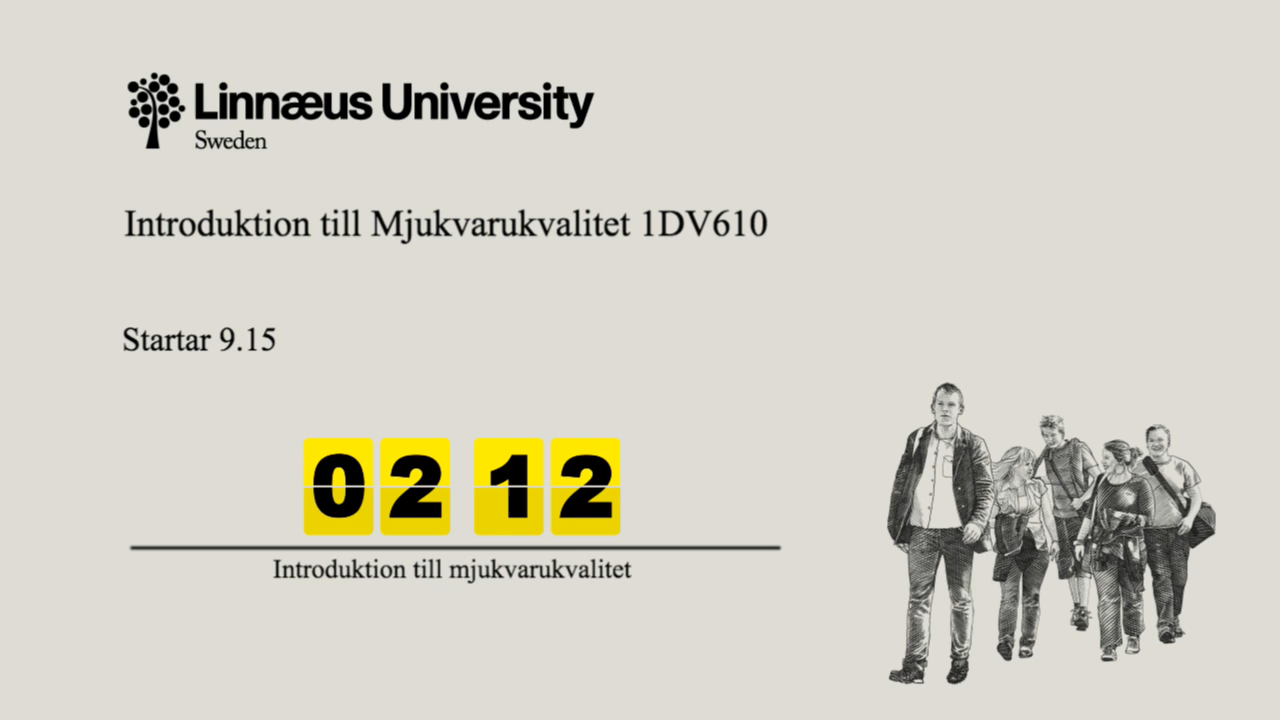 Linnæus University
Sweden
Introduktion till Mjukvarukvalitet 1DV610
Startar 9.15
02 12
Introduktion till mjukvarukvalitet